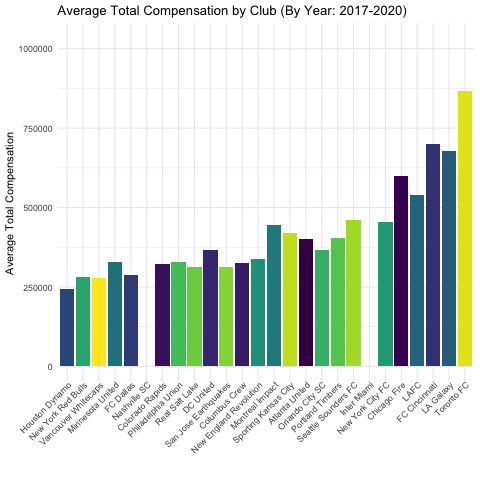 Average Total Compensation by Club (By Year: 2017-2020)
Average Total Compensation
1000000
750000
500000
250000
0
Houston Dynamo
New York Red Bulls
Vancouver Whitecaps
Minnesota United
FC Dallas
Nashville SC
Colorado Rapids
Philadelphia Union
Real Salt Lake
DC United
San Jose Earthquakes
Columbus Crew
New England Revolution
Montreal Impact
Sporting Kansas City
Atlanta United
Orlando City SC
Portland Timbers
Seattle Sounders FC
Inter Miami
New York City FC
Chicago Fire
LAFC
FC Cincinnati
LA Galaxy
Toronto FC